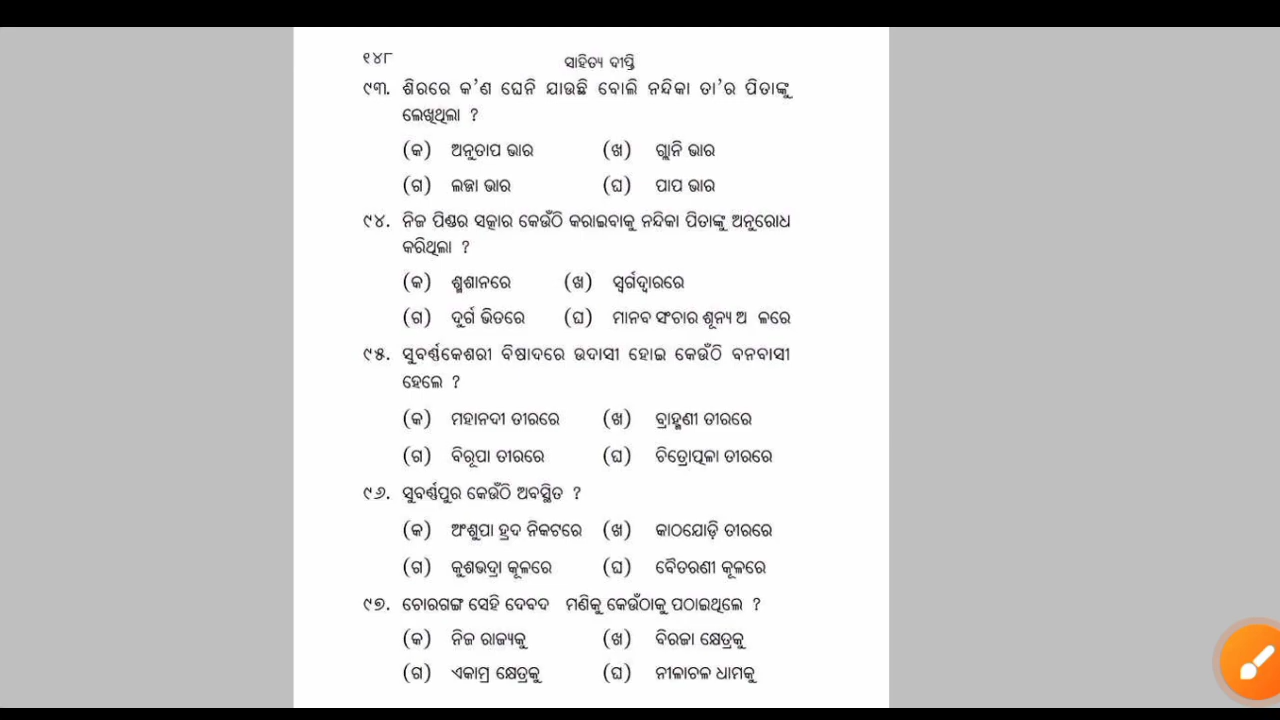 ୧୪୮ ସାହିତ୍ୟ ଦୀପ୍ତି
୯୩. ଶିରରେ କ'ଣ ଘେନି ଯାଉଛି ବୋଲି ନନ୍ଦିକା ତା'ର ପିତାଙ୍କୁ
ଲେଖିଥିଲା ?
(କ) ଅନୁତାପ ଭାର (ଖ) ଗ୍ଲାନି ଭାର
(ଗ) ଲଜ୍ଜା ଭାର (ଘ) ପାପ ଭାର
୯୪. ନିଜ ପିଣ୍ଡର ସତ୍କାର କେଉଁଠି କରାଇବାକୁ ନନ୍ଦିକା ପିତାଙ୍କୁ ଅନୁରୋଧ
କରିଥିଲା ?
(କ) ଶ୍ମଶାନରେ (ଖ) ସ୍ୱର୍ଗଦ୍ୱାରରେ
(ଗ) ଦୁର୍ଗ ଭିତରେ (ଘ) ମାନବ ସଂଚାର ଶୂନ୍ୟ ଅ ଳରେ
୯୫. ସୁବର୍ଣ୍ଣକେଶରୀ ବିଷାଦରେ ଉଦାସୀ ହୋଇ କେଉଁଠି ବନବାସୀ
ହେଲେ ?
(କ) ମହାନଦୀ ତୀରରେ (ଖ) ବ୍ରାହ୍ମଣୀ ତୀରରେ
(ଗ) ବିରୂପା ତୀରରେ (ଘ) ଚିତ୍ରୋତ୍ପଳା ତୀରରେ
୯୬. ସୁବର୍ଣ୍ଣପୁର କେଉଁଠି ଅବସ୍ଥିତ ?
(କ) ଅଂଶୁପା ହ୍ରଦ ନିକଟରେ (ଖ) କାଠଯୋଡ଼ି ତୀରରେ
(ଗ) କୁଶଭଦ୍ରା କୂଳରେ (ଘ) ବୈତରଣୀ କୂଳରେ
୯୭. ଚୋରଗଙ୍ଗ ସେହି ଦେବଦ ମଣିକୁ କେଉଁଠାକୁ ପଠାଇଥିଲେ ?
(କ) ନିଜ ରାଜ୍ୟକୁ (ଖ) ବିରଜା କ୍ଷେତ୍ରକୁ
(ଗ) ଏକାମ୍ର କ୍ଷେତ୍ରକୁ (ଘ) ନୀଳାଚଳ ଧାମକୁ